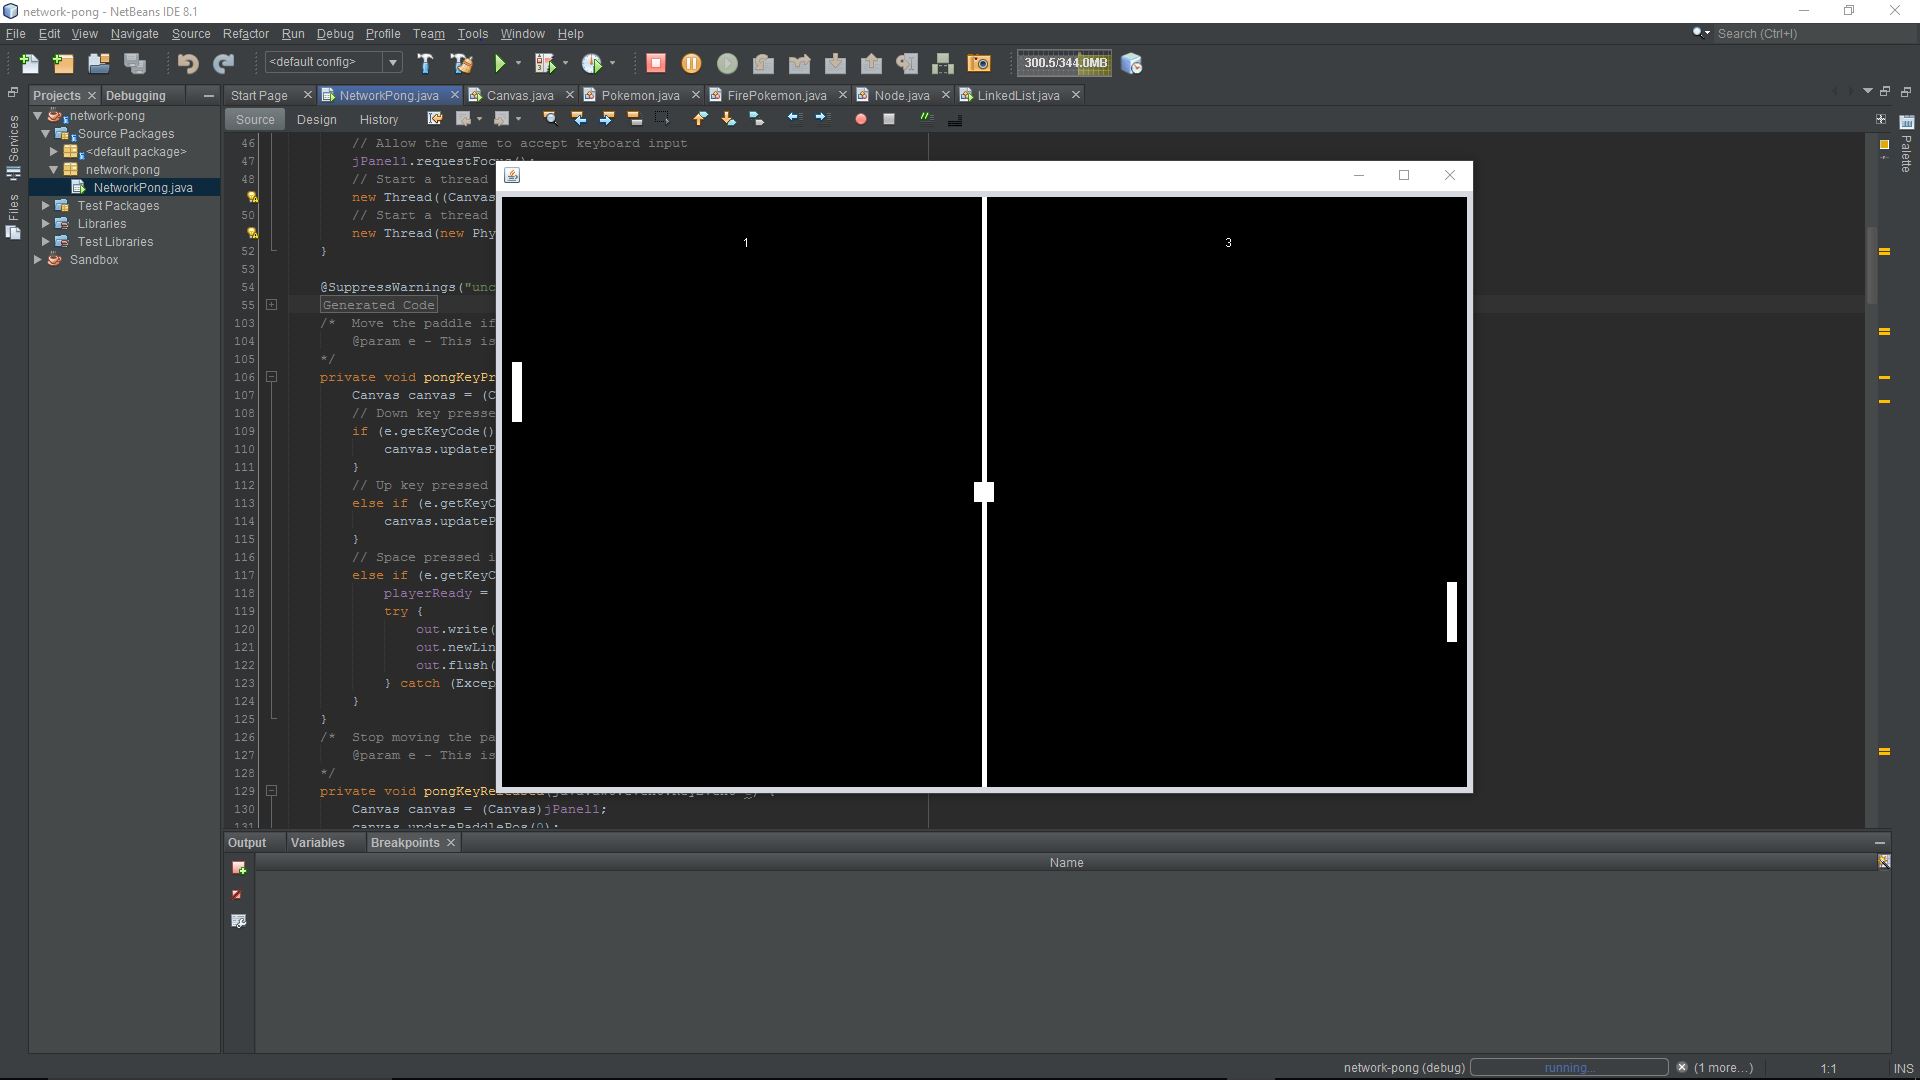 network-pong - NetBeans IDE 8.1
File Edit View Navigate Source Refactor Run Debug Profile Team Tools Window Help
Search (Ctrl+I)
<default config>
300.5/344.0MB
Projects Debugging
Start Page NetworkPong.java Canvas.java Pokemon.java FirePokemon.java Node.java LinkedList.java
Source Design History
Services
Files
Palette
network-pong
Source Packages
<default package>
network.pong
NetworkPong.java
Test Packages
Libraries
Test Libraries
Sandbox
46 // Allow the game to accept keyboard input
47 jPanel1.requestFocus();
48 // Start a thread
new Thread((Canvas
50 // Start a thread
new Thread(new Phy
52 }
53
54 @SuppressWarnings("unc
55 Generated Code
103 /* Move the paddle if
104 @param e - This is
105 */
106 private void pongKeyPr
107 Canvas canvas = (C
108 // Down key presse
109 if (e.getKeyCode()
110 canvas.updateP
111 }
112 // Up key pressed
113 else if (e.getKeyC
114 canvas.updateP
115 }
116 // Space pressed i
117 else if (e.getKeyC
118 playerReady =
119 try {
120 out.write(
121 out.newLin
122 out.flush(
123 } catch (Excep
124 }
125 }
126 /* Stop moving the pa
127 @param e - This is
128 */
129 private void pongKeyReleased(java.awt.event.KeyEvent e) {
130 Canvas canvas = (Canvas)jPanel1;
131 canvas.updatePaddlePos(0);
1
3
Output Variables Breakpoints
Name
network-pong (debug) running... (1 more...) 1:1 INS